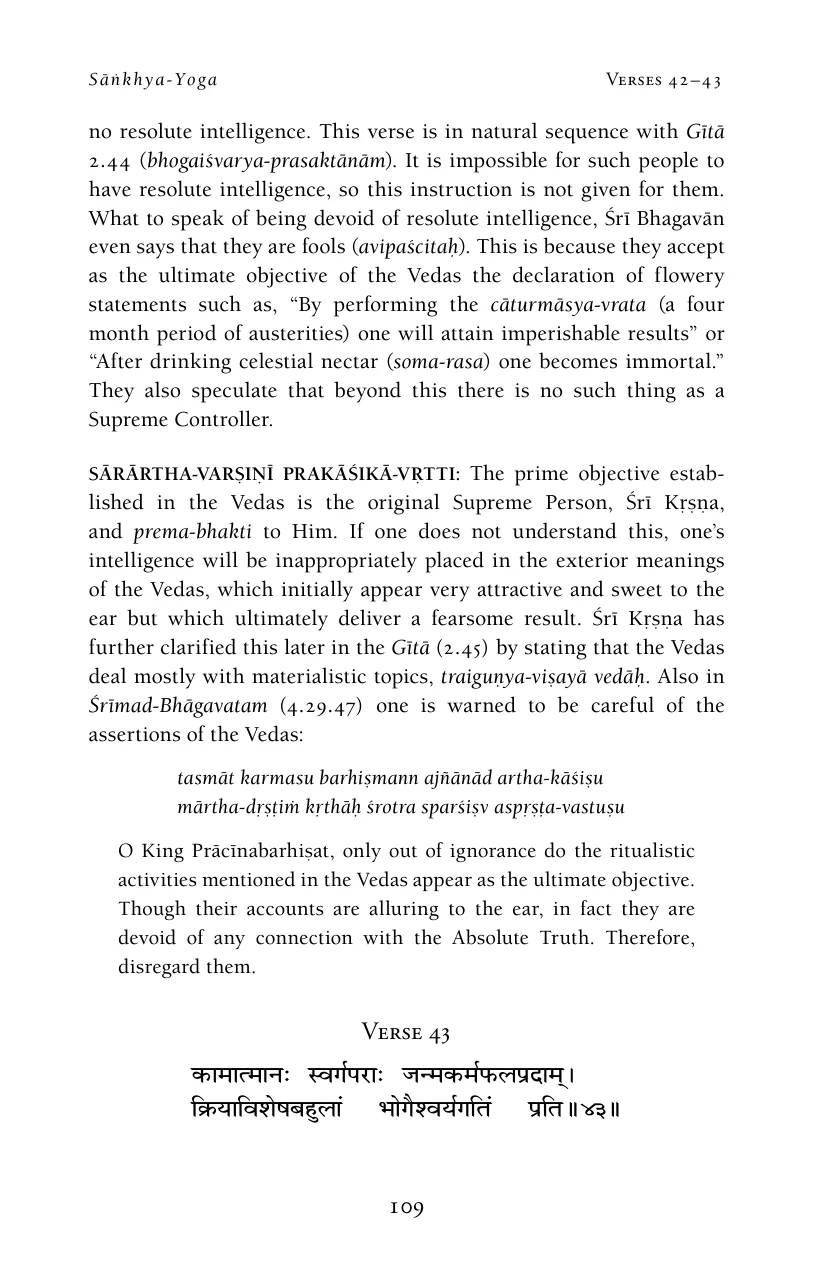 Sāṅkhya-Yoga Verses 42–43
no resolute intelligence. This verse is in natural sequence with Gītā
2.44 (bhogaiśvarya-prasaktānām). It is impossible for such people to
have resolute intelligence, so this instruction is not given for them.
What to speak of being devoid of resolute intelligence, Śrī Bhagavān
even says that they are fools (avipaścitaḥ). This is because they accept
as the ultimate objective of the Vedas the declaration of flowery
statements such as, “By performing the cāturmāsya-vrata (a four
month period of austerities) one will attain imperishable results” or
“After drinking celestial nectar (soma-rasa) one becomes immortal.”
They also speculate that beyond this there is no such thing as a
Supreme Controller.
SĀRĀRTHA-VARṢIṆĪ PRAKĀŚIKĀ-VṚTTI: The prime objective estab-
lished in the Vedas is the original Supreme Person, Śrī Kṛṣṇa,
and prema-bhakti to Him. If one does not understand this, one’s
intelligence will be inappropriately placed in the exterior meanings
of the Vedas, which initially appear very attractive and sweet to the
ear but which ultimately deliver a fearsome result. Śrī Kṛṣṇa has
further clarified this later in the Gītā (2.45) by stating that the Vedas
deal mostly with materialistic topics, traiguṇya-viṣayā vedāḥ. Also in
Śrīmad-Bhāgavatam (4.29.47) one is warned to be careful of the
assertions of the Vedas:
tasmāt karmasu barhiṣmann ajñānād artha-kāśiṣu
mārtha-dṛṣṭiṁ kṛthāḥ śrotra sparśiṣv aspṛṣṭa-vastuṣu
O King Prācīnabarhiṣat, only out of ignorance do the ritualistic
activities mentioned in the Vedas appear as the ultimate objective.
Though their accounts are alluring to the ear, in fact they are
devoid of any connection with the Absolute Truth. Therefore,
disregard them.
Verse 43
कामात्मानः स्वर्गपराः जन्मकर्मफलप्रदाम्।
क्रियाविशेषबहुलां भोगैश्वर्यगतिं प्रति॥४३॥
109